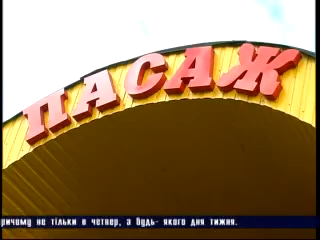 ПАСАЖ
ричому не тільки в четвер, а будь- якого дня тижня.